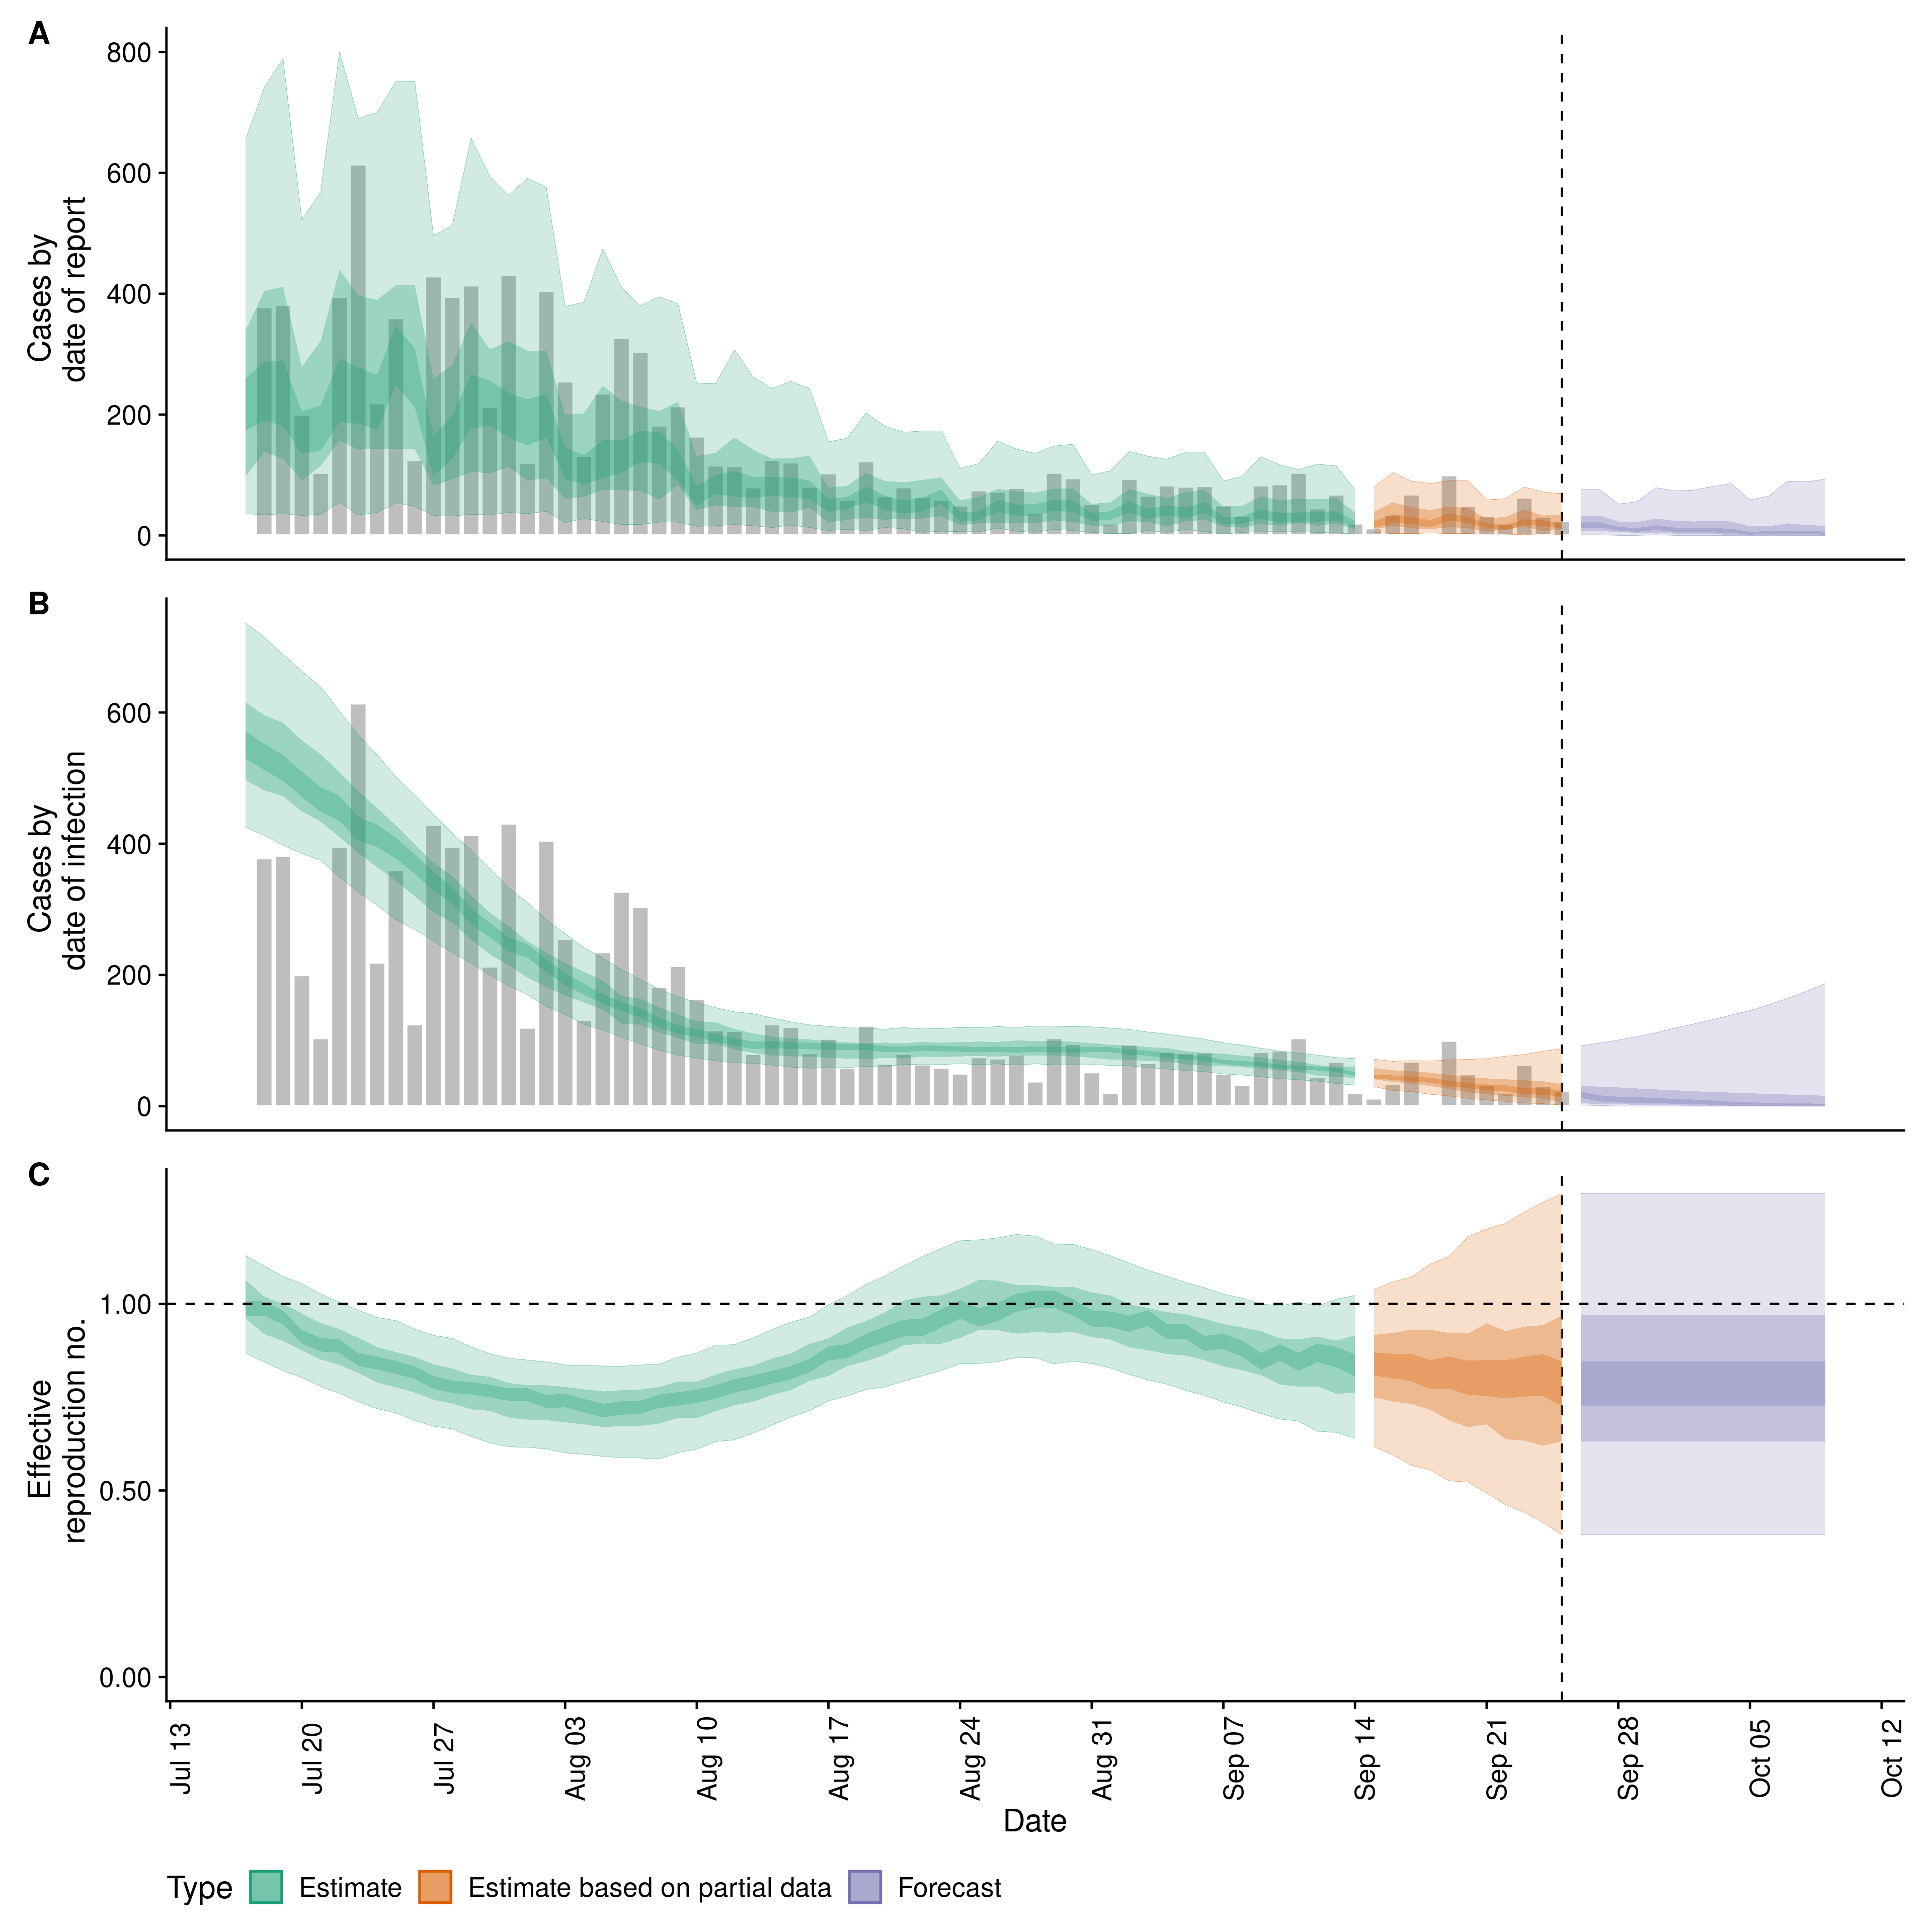 A
Cases by
date of report
800
600
400
200
0
B
Cases by
date of infection
600
400
200
0
C
Effective
reproduction no.
1.00
0.50
0.00
Jul 13
Jul 20
Jul 27
Aug 03
Aug 10
Aug 17
Aug 24
Aug 31
Sep 07
Sep 14
Sep 21
Sep 28
Oct 05
Oct 12
Date
Type Estimate Estimate based on partial data Forecast